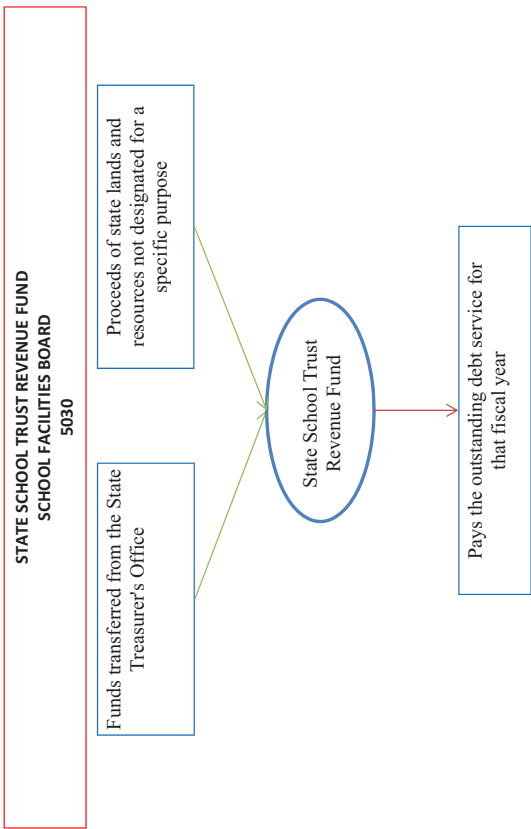 STATE SCHOOL TRUST REVENUE FUND
SCHOOL FACILITIES BOARD
5030
Funds transferred from the State
Treasurer's Office
Proceeds of state lands and
resources not designated for a
specific purpose
State School Trust
Revenue Fund
Pays the outstanding debt service for
that fiscal year